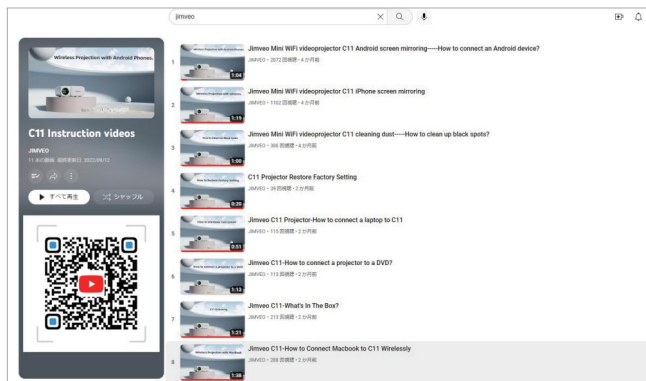 jimveo
Wireless Projection with Android Phones.
C11 Instruction videos
JIMVEO
11 本の動画 最終更新日 2023/09/12
すべて再生
シャッフル
1
1:04
Jimveo Mini WiFi videoprojector C11 Android screen mirroring-----How to connect an Android device?
JIMVEO・2072 回視聴・4 か月前
2
1:19
Jimveo Mini WiFi videoprojector C11 iPhone screen mirroring
JIMVEO・1102 回視聴・4 か月前
3
1:00
Jimveo Mini WiFi videoprojector C11 cleaning dust-----How to clean up black spots?
JIMVEO・386 回視聴・4 か月前
4
0:20
C11 Projector Restore Factory Setting
JIMVEO・39 回視聴・2 か月前
5
0:51
Jimveo C11 Projector-How to connect a laptop to C11
JIMVEO・115 回視聴・2 か月前
6
1:13
Jimveo C11-How to connect a projector to a DVD?
JIMVEO・113 回視聴・2 か月前
7
1:21
Jimveo C11-What's In The Box?
JIMVEO・213 回視聴・2 か月前
8
1:38
Jimveo C11-How to Connect Macbook to C11 Wirelessly
JIMVEO・288 回視聴・2 か月前